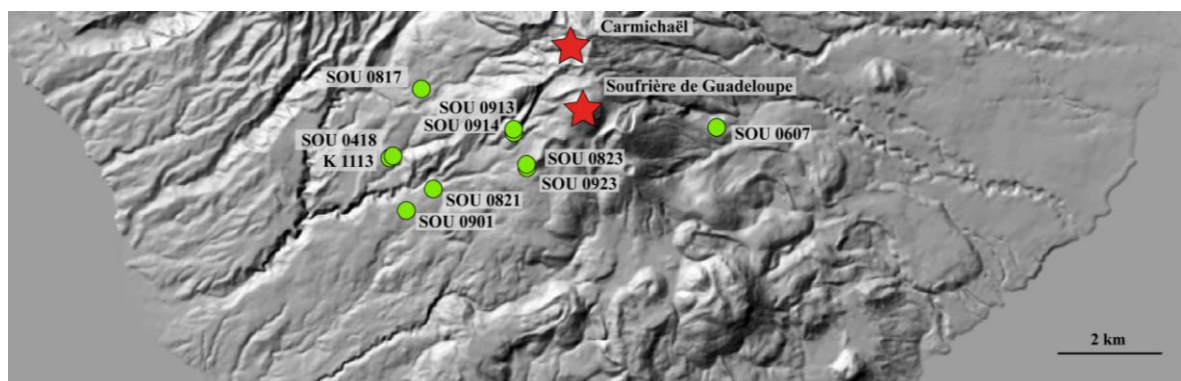 Carmichaël
SOU 0817
Soufrière de Guadeloupe
SOU 0913
SOU 0914
SOU 0607
SOU 0418
K 1113
SOU 0823
SOU 0923
SOU 0821
SOU 0901
2 km